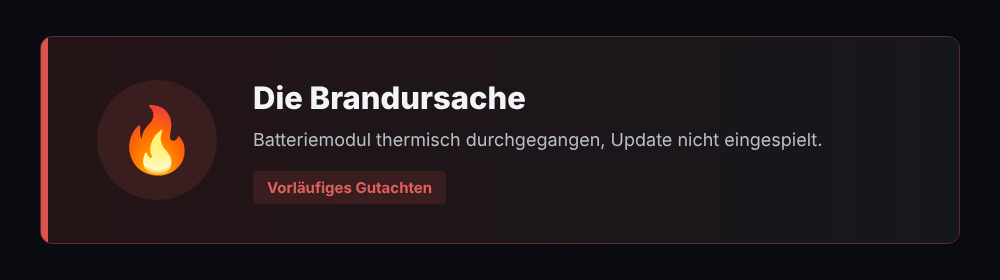 Die Brandursache
Batteriemodul thermisch durchgegangen, Update nicht eingespielt.
Vorläufiges Gutachten